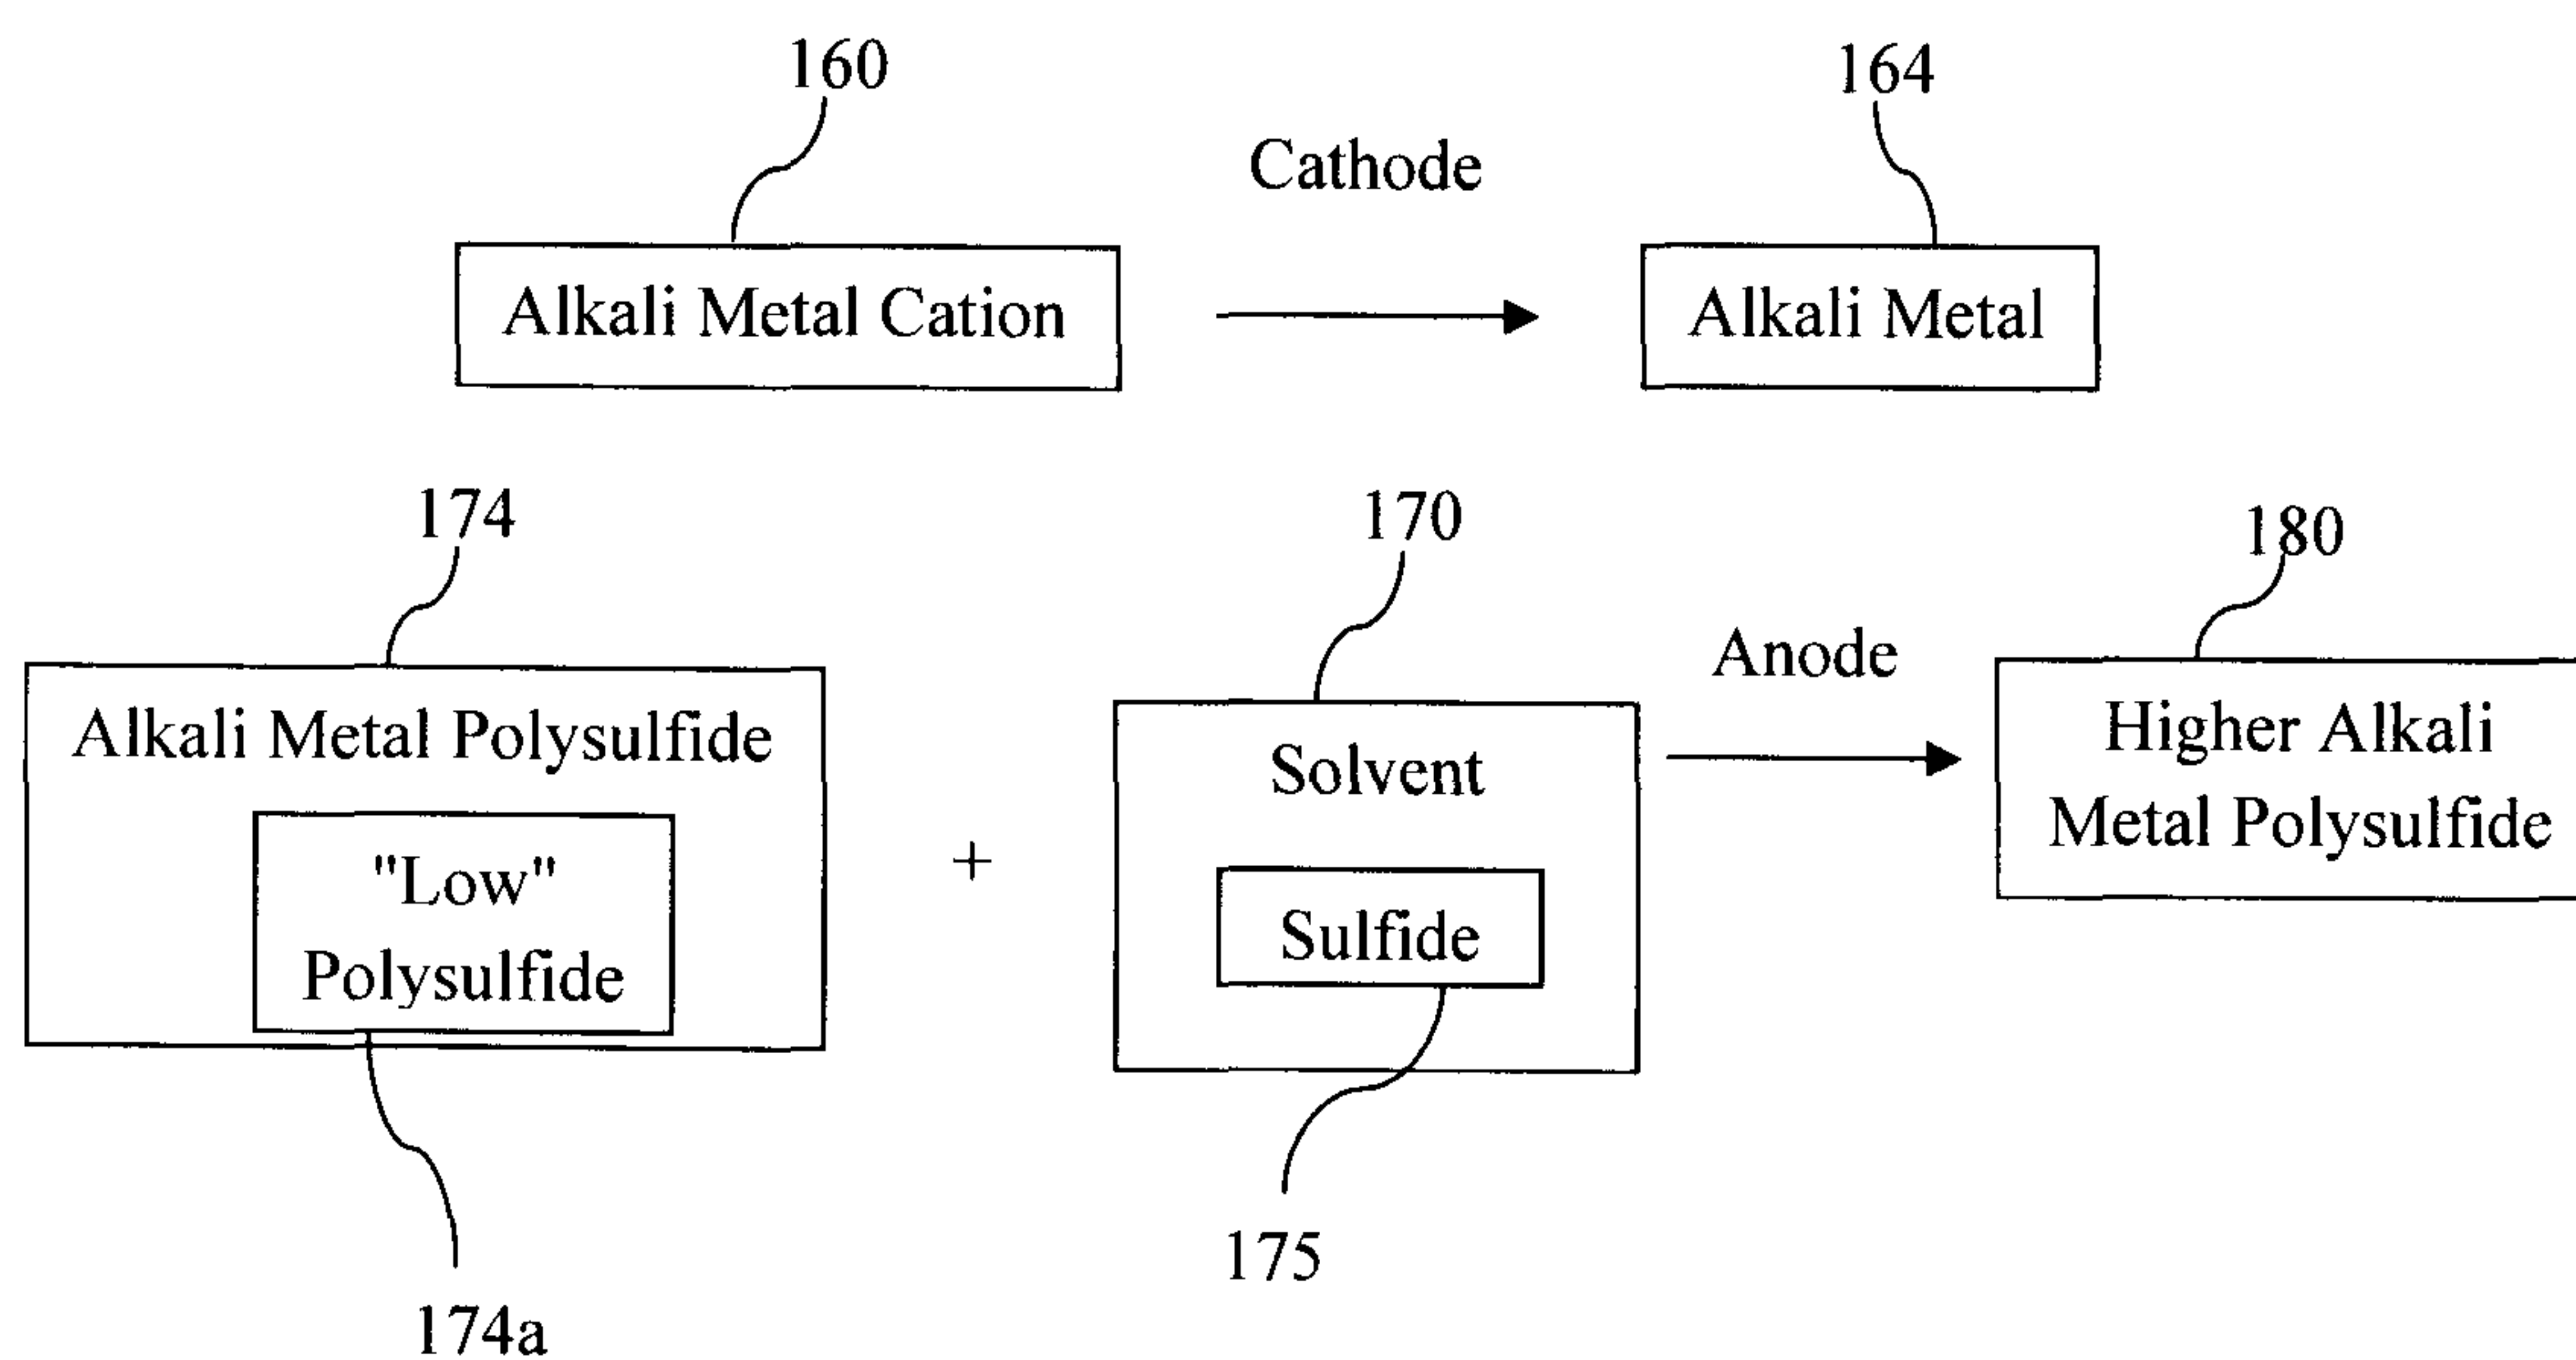 160
164
Cathode
Alkali Metal Cation
Alkali Metal
174
170
180
Anode
Alkali Metal Polysulfide
"Low"
Polysulfide
+
Solvent
Sulfide
Higher Alkali
Metal Polysulfide
175
174a